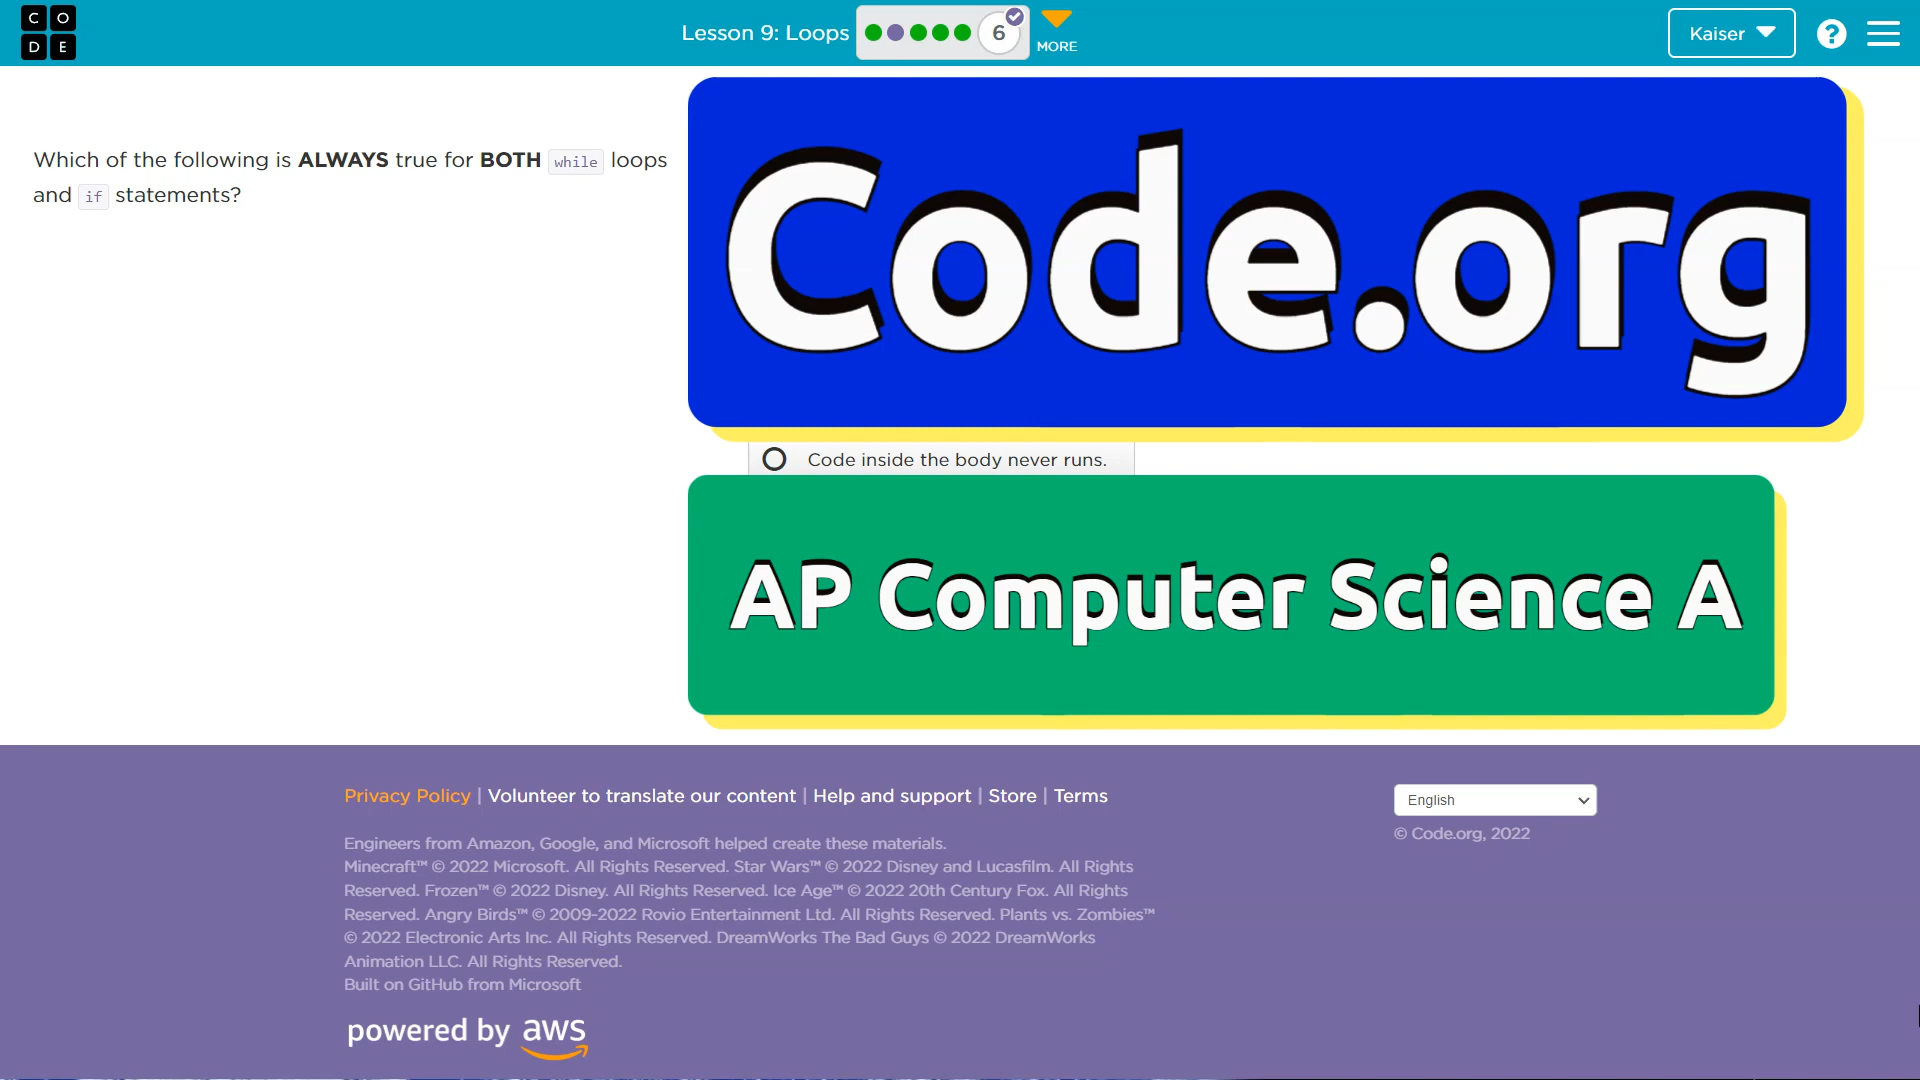 C O
D E
Lesson 9: Loops
6
MORE
Kaiser
?
Which of the following is ALWAYS true for BOTH while loops
and if statements?
Code.org
Code inside the body never runs.
AP Computer Science A
Privacy Policy | Volunteer to translate our content | Help and support | Store | Terms
English
© Code.org, 2022
Engineers from Amazon, Google, and Microsoft helped create these materials.
Minecraft™ © 2022 Microsoft. All Rights Reserved. Star Wars™ © 2022 Disney and Lucasfilm. All Rights
Reserved. Frozen™ © 2022 Disney. All Rights Reserved. Ice Age™ © 2022 20th Century Fox. All Rights
Reserved. Angry Birds™ © 2009-2022 Rovio Entertainment Ltd. All Rights Reserved. Plants vs. Zombies™
© 2022 Electronic Arts Inc. All Rights Reserved. DreamWorks The Bad Guys © 2022 DreamWorks
Animation LLC. All Rights Reserved.
Built on GitHub from Microsoft
powered by aws